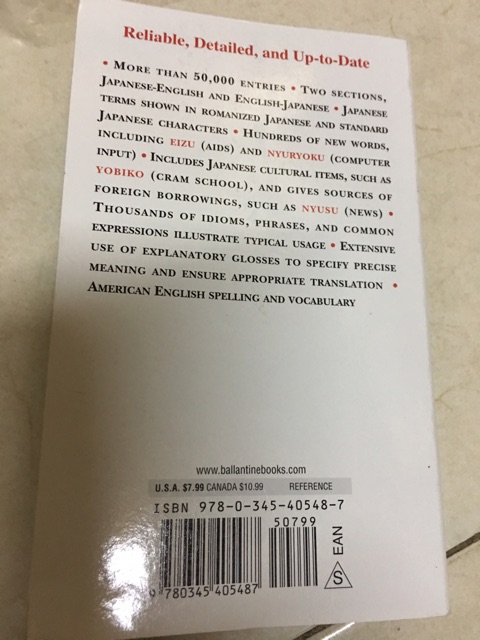 Reliable, Detailed, and Up-to-Date
• MORE THAN 50,000 ENTRIES • TWO SECTIONS,
JAPANESE-ENGLISH AND ENGLISH-JAPANESE • JAPANESE
TERMS SHOWN IN ROMANIZED JAPANESE AND STANDARD
JAPANESE CHARACTERS • HUNDREDS OF NEW WORDS,
INCLUDING EIZU (AIDS) AND NYURYOKU (COMPUTER
INPUT) • INCLUDES JAPANESE CULTURAL ITEMS, SUCH AS
YOBIKO (CRAM SCHOOL), AND GIVES SOURCES OF
FOREIGN BORROWINGS, SUCH AS NYUSU (NEWS) •
THOUSANDS OF IDIOMS, PHRASES, AND COMMON
EXPRESSIONS ILLUSTRATE TYPICAL USAGE • EXTENSIVE
USE OF EXPLANATORY GLOSSES TO SPECIFY PRECISE
MEANING AND ENSURE APPROPRIATE TRANSLATION •
AMERICAN ENGLISH SPELLING AND VOCABULARY
www.ballantinebooks.com
U.S.A. $7.99 CANADA $10.99 REFERENCE
ISBN 978-0-345-40548-7
50799
EAN
S
9 780345 405487